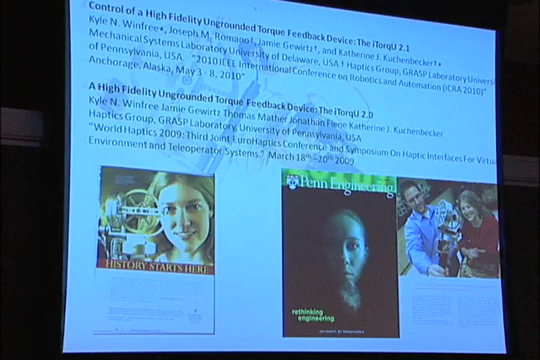 Control of a High Fidelity Ungrounded Torque Feedback Device: The iTorqU 2.1
Kyle N. Winfree*, Joseph M. Romano†, Jamie Gewirtz†, and Katherine J. Kuchenbecker†*
Mechanical Systems Laboratory University of Delaware, USA † Haptics Group, GRASP Laboratory Universi
of Pennsylvania, USA. "2010 IEEE International Conference on Robotics and Automation (ICRA 2010)"
Anchorage, Alaska, May 3 - 8, 2010"
A High Fidelity Ungrounded Torque Feedback Device: The iTorqU 2.0
Kyle N. Winfree Jamie Gewirtz Thomas Mather Jonathan Fiene Katherine J. Kuchenbecker
Haptics Group, GRASP Laboratory, University of Pennsylvania, USA
"World Haptics 2009: Third Joint EuroHaptics Conference and Symposium On Haptic Interfaces For Virtua
Environment and Teleoperator Systems." March 18th –20th 2009
HISTORY STARTS HERE
Penn Engineering
rethinking
engineering